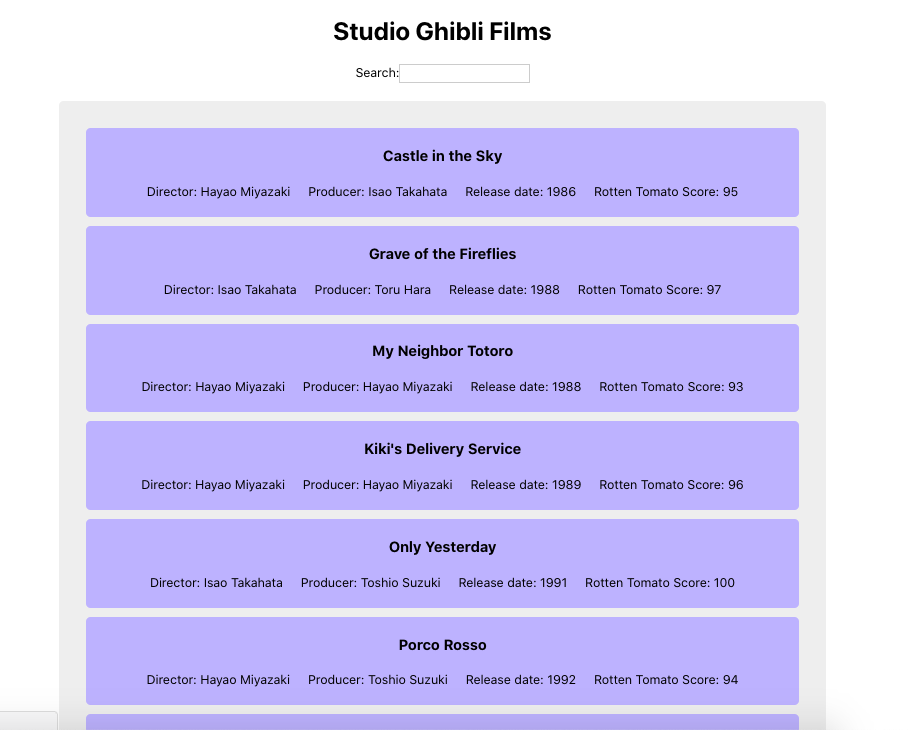 Studio Ghibli Films
Search:
Castle in the Sky
Director: Hayao Miyazaki Producer: Isao Takahata Release date: 1986 Rotten Tomato Score: 95
Grave of the Fireflies
Director: Isao Takahata Producer: Toru Hara Release date: 1988 Rotten Tomato Score: 97
My Neighbor Totoro
Director: Hayao Miyazaki Producer: Hayao Miyazaki Release date: 1988 Rotten Tomato Score: 93
Kiki's Delivery Service
Director: Hayao Miyazaki Producer: Hayao Miyazaki Release date: 1989 Rotten Tomato Score: 96
Only Yesterday
Director: Isao Takahata Producer: Toshio Suzuki Release date: 1991 Rotten Tomato Score: 100
Porco Rosso
Director: Hayao Miyazaki Producer: Toshio Suzuki Release date: 1992 Rotten Tomato Score: 94